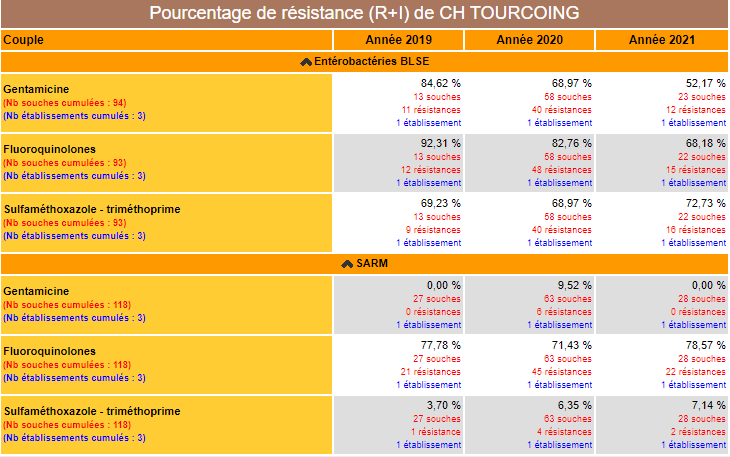 Pourcentage de résistance (R+I) de CH TOURCOING
Couple Année 2019 Année 2020 Année 2021
Entérobactéries BLSE
Gentamicine
(Nb souches cumulées : 94)
(Nb établissements cumulés : 3)
84,62 %
13 souches
11 résistances
1 établissement
68,97 %
58 souches
40 résistances
1 établissement
52,17 %
23 souches
12 résistances
1 établissement
Fluoroquinolones
(Nb souches cumulées : 93)
(Nb établissements cumulés : 3)
92,31 %
13 souches
12 résistances
1 établissement
82,76 %
58 souches
48 résistances
1 établissement
68,18 %
22 souches
15 résistances
1 établissement
Sulfaméthoxazole - triméthoprime
(Nb souches cumulées : 93)
(Nb établissements cumulés : 3)
69,23 %
13 souches
9 résistances
1 établissement
68,97 %
58 souches
40 résistances
1 établissement
72,73 %
22 souches
16 résistances
1 établissement
SARM
Gentamicine
(Nb souches cumulées : 118)
(Nb établissements cumulés : 3)
0,00 %
27 souches
0 résistances
1 établissement
9,52 %
63 souches
6 résistances
1 établissement
0,00 %
28 souches
0 résistances
1 établissement
Fluoroquinolones
(Nb souches cumulées : 118)
(Nb établissements cumulés : 3)
77,78 %
27 souches
21 résistances
1 établissement
71,43 %
63 souches
45 résistances
1 établissement
78,57 %
28 souches
22 résistances
1 établissement
Sulfaméthoxazole - triméthoprime
(Nb souches cumulées : 118)
(Nb établissements cumulés : 3)
3,70 %
27 souches
1 résistance
1 établissement
6,35 %
63 souches
4 résistances
1 établissement
7,14 %
28 souches
2 résistances
1 établissement